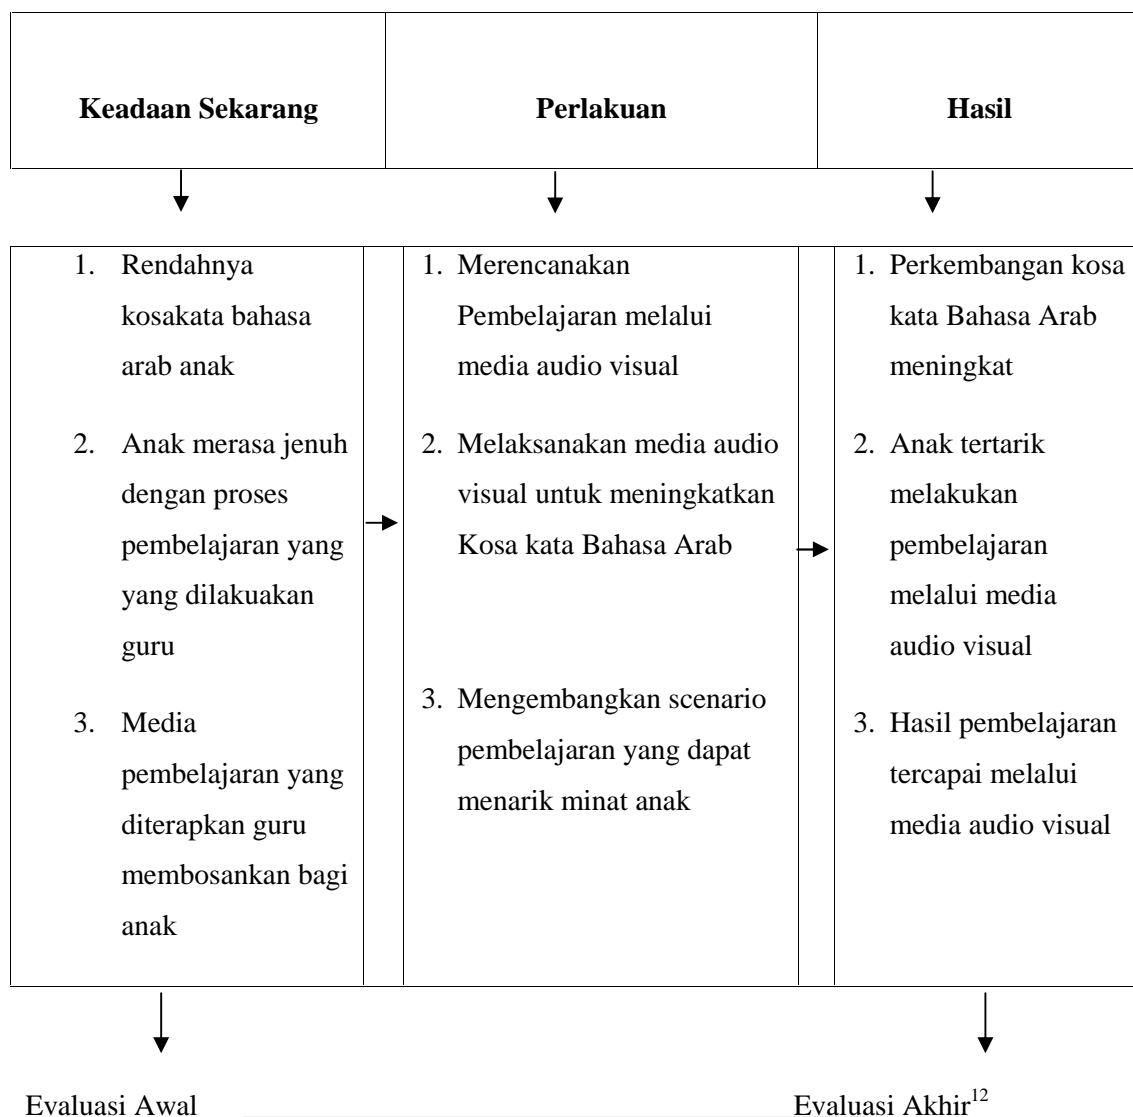 Keadaan Sekarang
Perlakuan
Hasil
1. Rendahnya
kosakata bahasa
arab anak
2. Anak merasa jenuh
dengan proses
pembelajaran yang
yang dilakuakan
guru
3. Media
pembelajaran yang
diterapkan guru
membosankan bagi
anak
1. Merencanakan
Pembelajaran melalui
media audio visual
2. Melaksanakan media audio
visual untuk meningkatkan
Kosa kata Bahasa Arab
3. Mengembangkan scenario
pembelajaran yang dapat
menarik minat anak
1. Perkembangan kosa
kata Bahasa Arab
meningkat
2. Anak tertarik
melakukan
pembelajaran
melalui media
audio visual
3. Hasil pembelajaran
tercapai melalui
media audio visual
Evaluasi Awal
Evaluasi Akhir12